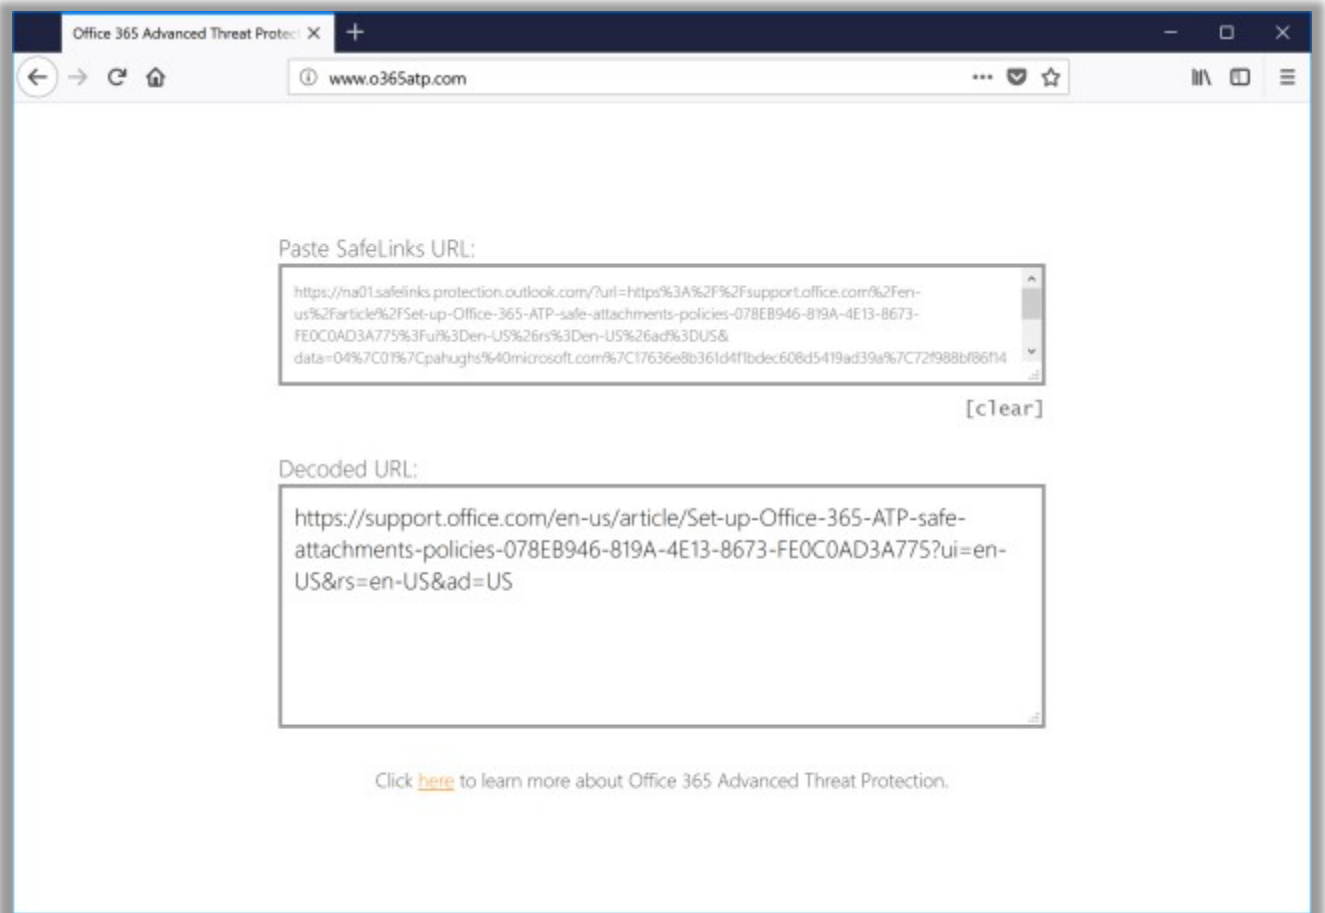 Office 365 Advanced Threat Protec
www.o365atp.com
Paste SafeLinks URL:
https://na01.safelinks.protection.outlook.com/?url=https%3A%2F%2Fsupport.office.com%2Fen-
us%2Farticle%2FSet-up-Office-365-ATP-safe-attachments-policies-078EB946-819A-4E13-8673-
FE0C0AD3A775%3Fui%3Den-US%26rs%3Den-US%26ad%3DUS&
data=04%7C01%7Cpahughs%40microsoft.com%7C17636e8b361d4f1bdec608d5419ad39a%7C72f988bf86f14
[clear]
Decoded URL:
https://support.office.com/en-us/article/Set-up-Office-365-ATP-safe-
attachments-policies-078EB946-819A-4E13-8673-FE0C0AD3A775?ui=en-
US&rs=en-US&ad=US
Click here to learn more about Office 365 Advanced Threat Protection.